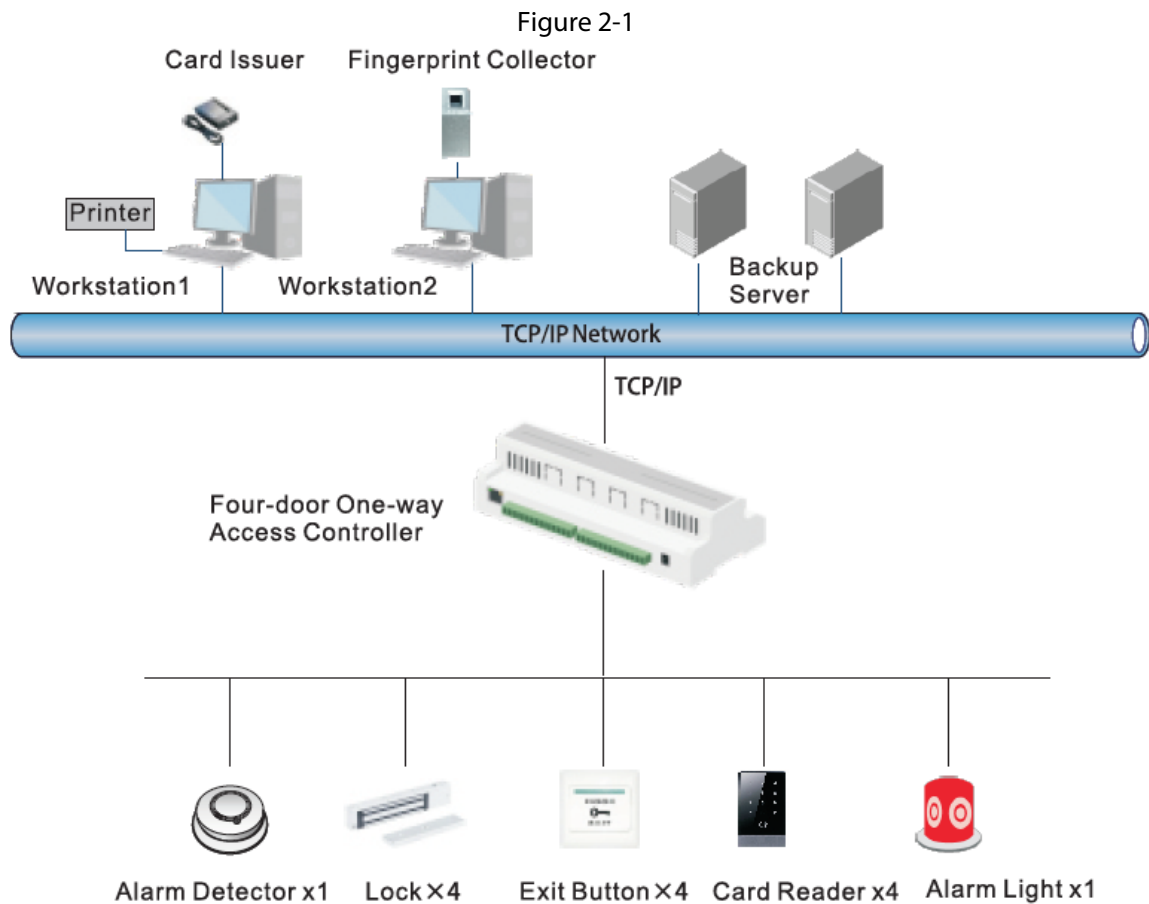 Figure 2-1
Card Issuer
Fingerprint Collector
Printer
Workstation1
Workstation2
Backup
Server
TCP/IP Network
TCP/IP
Four-door One-way
Access Controller
Alarm Detector x1
Lock×4
Exit Button×4
Card Reader x4
Alarm Light x1